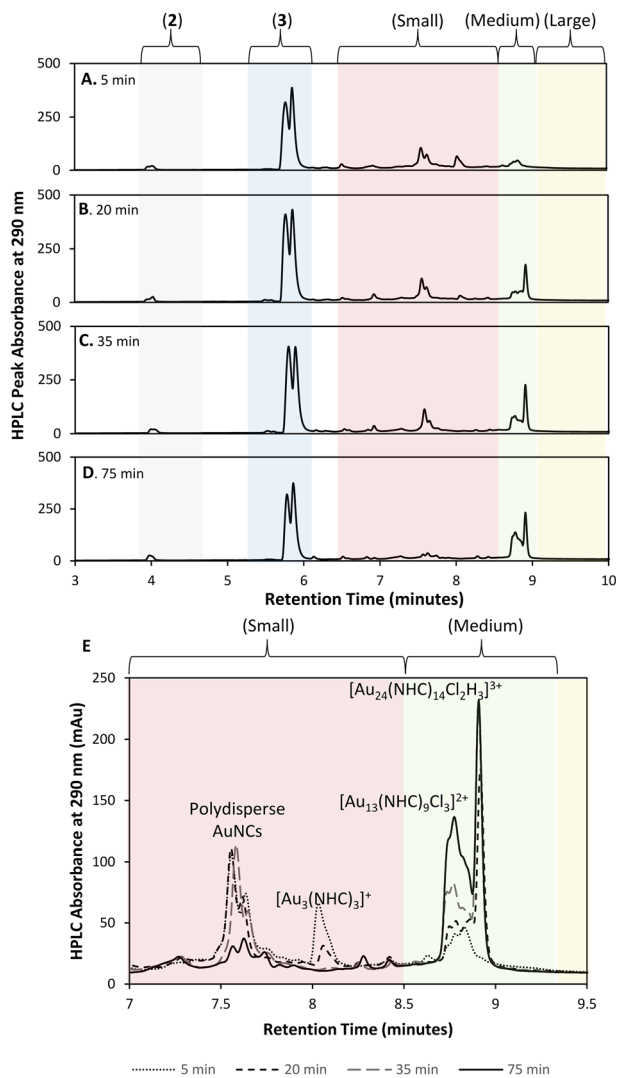 (2) (3) (Small) (Medium) (Large)
HPLC Peak Absorbance at 290 nm
500
A. 5 min
250
0
500
B. 20 min
250
0
500
C. 35 min
250
0
500
D. 75 min
250
0
3 4 5 6 7 8 9 10
Retention Time (minutes)
E
(Small) (Medium)
HPLC Absorbance at 290 nm (mAu)
250
200
150
100
50
0
[Au24(NHC)14Cl2H3]3+
[Au13(NHC)9Cl3]2+
Polydisperse
AuNCs
[Au3(NHC)3]+
7 7.5 8 8.5 9 9.5
Retention Time (minutes)
5 min 20 min 35 min 75 min